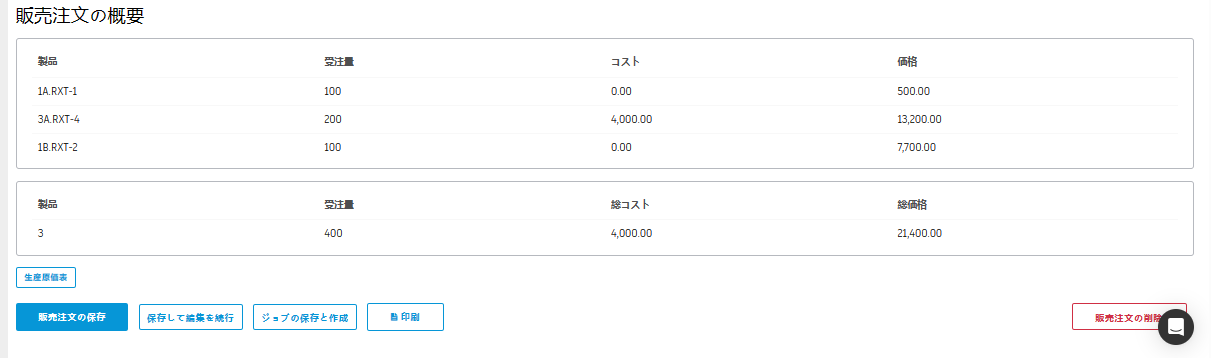 販売注文の概要
製品 受注量 コスト 価格
1A.RXT-1 100 0.00 500.00
3A.RXT-4 200 4,000.00 13,200.00
1B.RXT-2 100 0.00 7,700.00
製品 受注量 総コスト 総価格
3 400 4,000.00 21,400.00
生産原価表
販売注文の保存 保存して編集を続行 ジョブの保存と作成 印刷 販売注文の削除